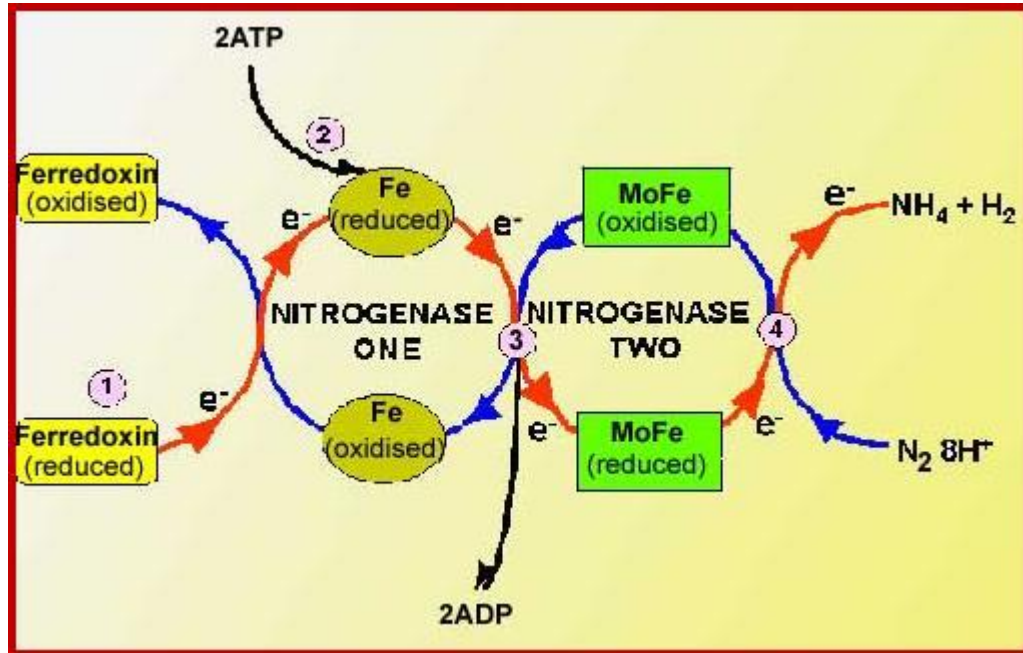 2ATP
2
Ferredoxin
(oxidised)
Fe
(reduced)
MoFe
(oxidised)
e-
NH4 + H2
e-
e-
NITROGENASE
ONE
NITROGENASE
TWO
3
4
1
Ferredoxin
(reduced)
e-
Fe
(oxidised)
e-
MoFe
(reduced)
e-
N2 8H+
2ADP